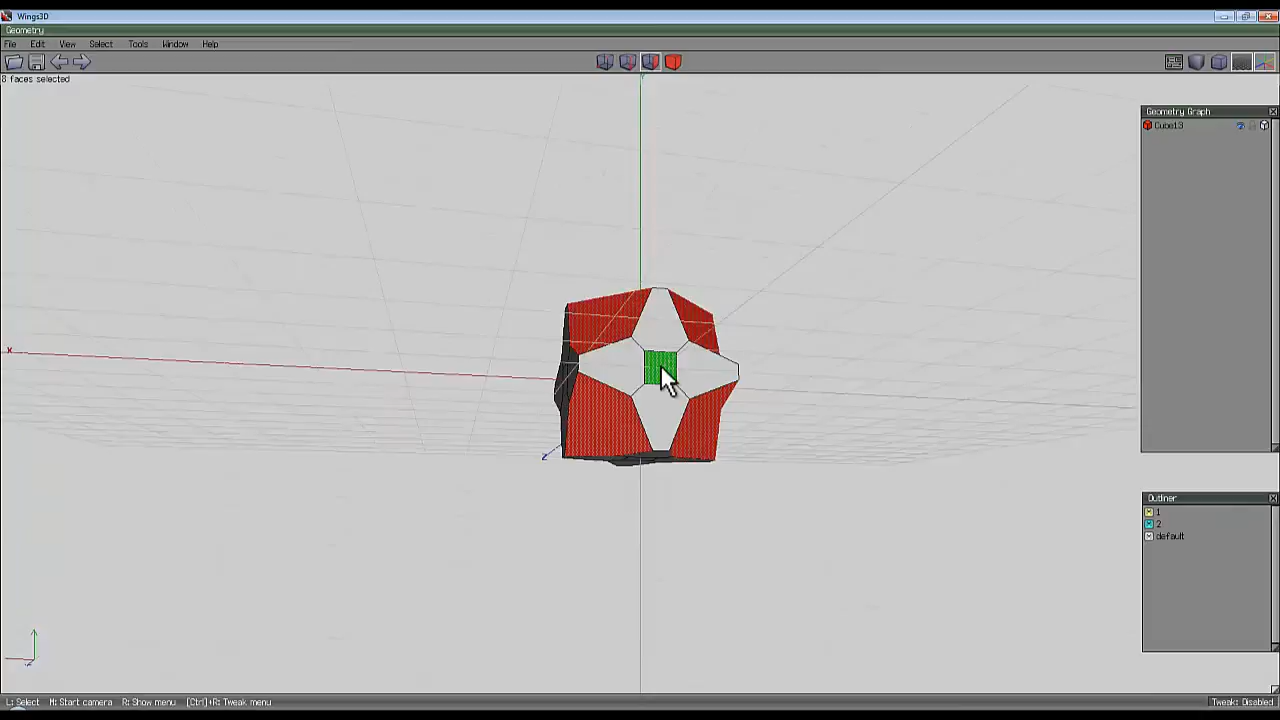 Wings3D
Geometry
File Edit View Select Tools Window Help
8 faces selected
Geometry Graph
Cube13
X
Y
Z
Outliner
1
2
default
L: Select M: Start camera R: Show menu [Ctrl]+R: Tweak menu
Tweak: Disabled